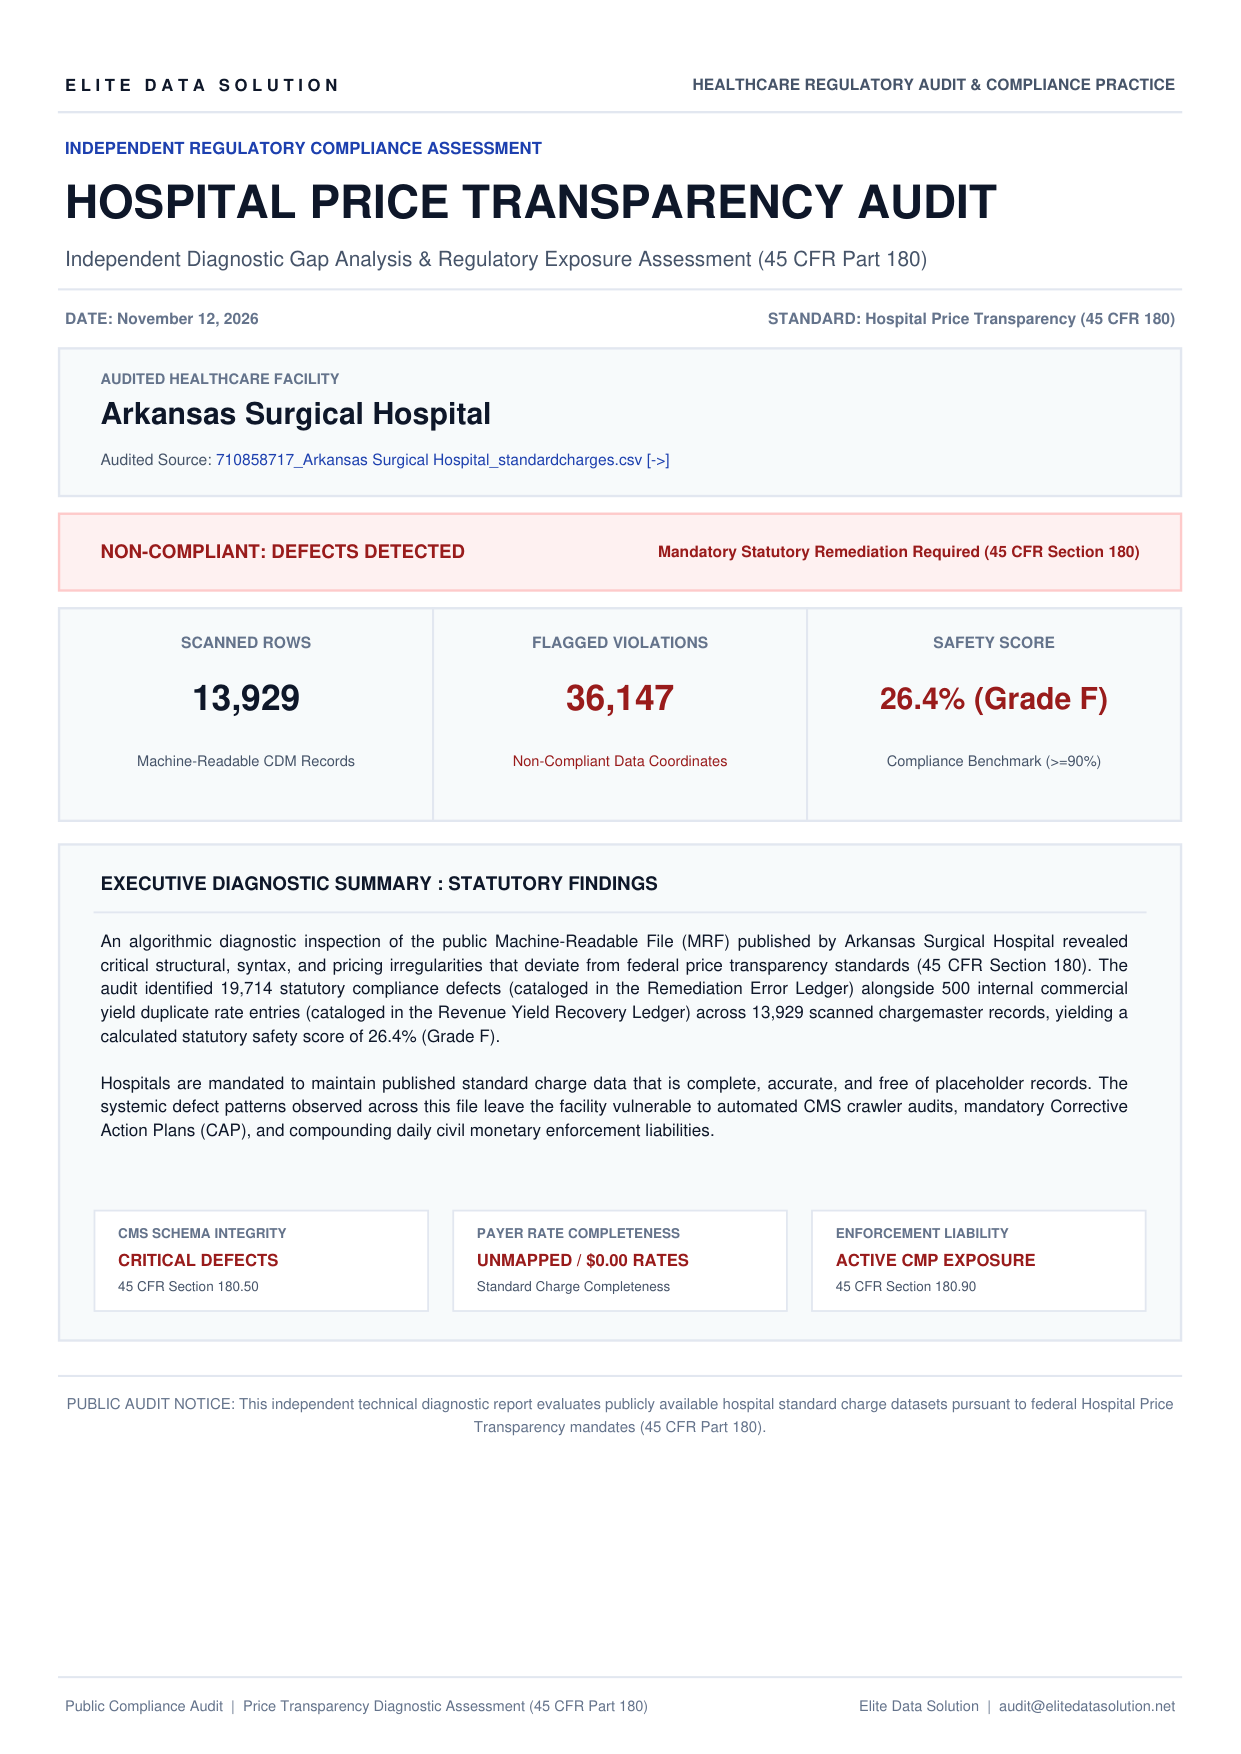 ELITE DATA SOLUTION
HEALTHCARE REGULATORY AUDIT & COMPLIANCE PRACTICE
INDEPENDENT REGULATORY COMPLIANCE ASSESSMENT
HOSPITAL PRICE TRANSPARENCY AUDIT
Independent Diagnostic Gap Analysis & Regulatory Exposure Assessment (45 CFR Part 180)
DATE: November 12, 2026
STANDARD: Hospital Price Transparency (45 CFR 180)
AUDITED HEALTHCARE FACILITY
Arkansas Surgical Hospital
Audited Source: 710858717_Arkansas Surgical Hospital_standardcharges.csv [->]
NON-COMPLIANT: DEFECTS DETECTED
Mandatory Statutory Remediation Required (45 CFR Section 180)
SCANNED ROWS
13,929
Machine-Readable CDM Records
FLAGGED VIOLATIONS
36,147
Non-Compliant Data Coordinates
SAFETY SCORE
26.4% (Grade F)
Compliance Benchmark (>=90%)
EXECUTIVE DIAGNOSTIC SUMMARY : STATUTORY FINDINGS
An algorithmic diagnostic inspection of the public Machine-Readable File (MRF) published by Arkansas Surgical Hospital revealed
critical structural, syntax, and pricing irregularities that deviate from federal price transparency standards (45 CFR Section 180). The
audit identified 19,714 statutory compliance defects (cataloged in the Remediation Error Ledger) alongside 500 internal commercial
yield duplicate rate entries (cataloged in the Revenue Yield Recovery Ledger) across 13,929 scanned chargemaster records, yielding a
calculated statutory safety score of 26.4% (Grade F).
Hospitals are mandated to maintain published standard charge data that is complete, accurate, and free of placeholder records. The
systemic defect patterns observed across this file leave the facility vulnerable to automated CMS crawler audits, mandatory Corrective
Action Plans (CAP), and compounding daily civil monetary enforcement liabilities.
CMS SCHEMA INTEGRITY
CRITICAL DEFECTS
45 CFR Section 180.50
PAYER RATE COMPLETENESS
UNMAPPED / $0.00 RATES
Standard Charge Completeness
ENFORCEMENT LIABILITY
ACTIVE CMP EXPOSURE
45 CFR Section 180.90
PUBLIC AUDIT NOTICE: This independent technical diagnostic report evaluates publicly available hospital standard charge datasets pursuant to federal Hospital Price
Transparency mandates (45 CFR Part 180).
Public Compliance Audit | Price Transparency Diagnostic Assessment (45 CFR Part 180)
Elite Data Solution | audit@elitedatasolution.net